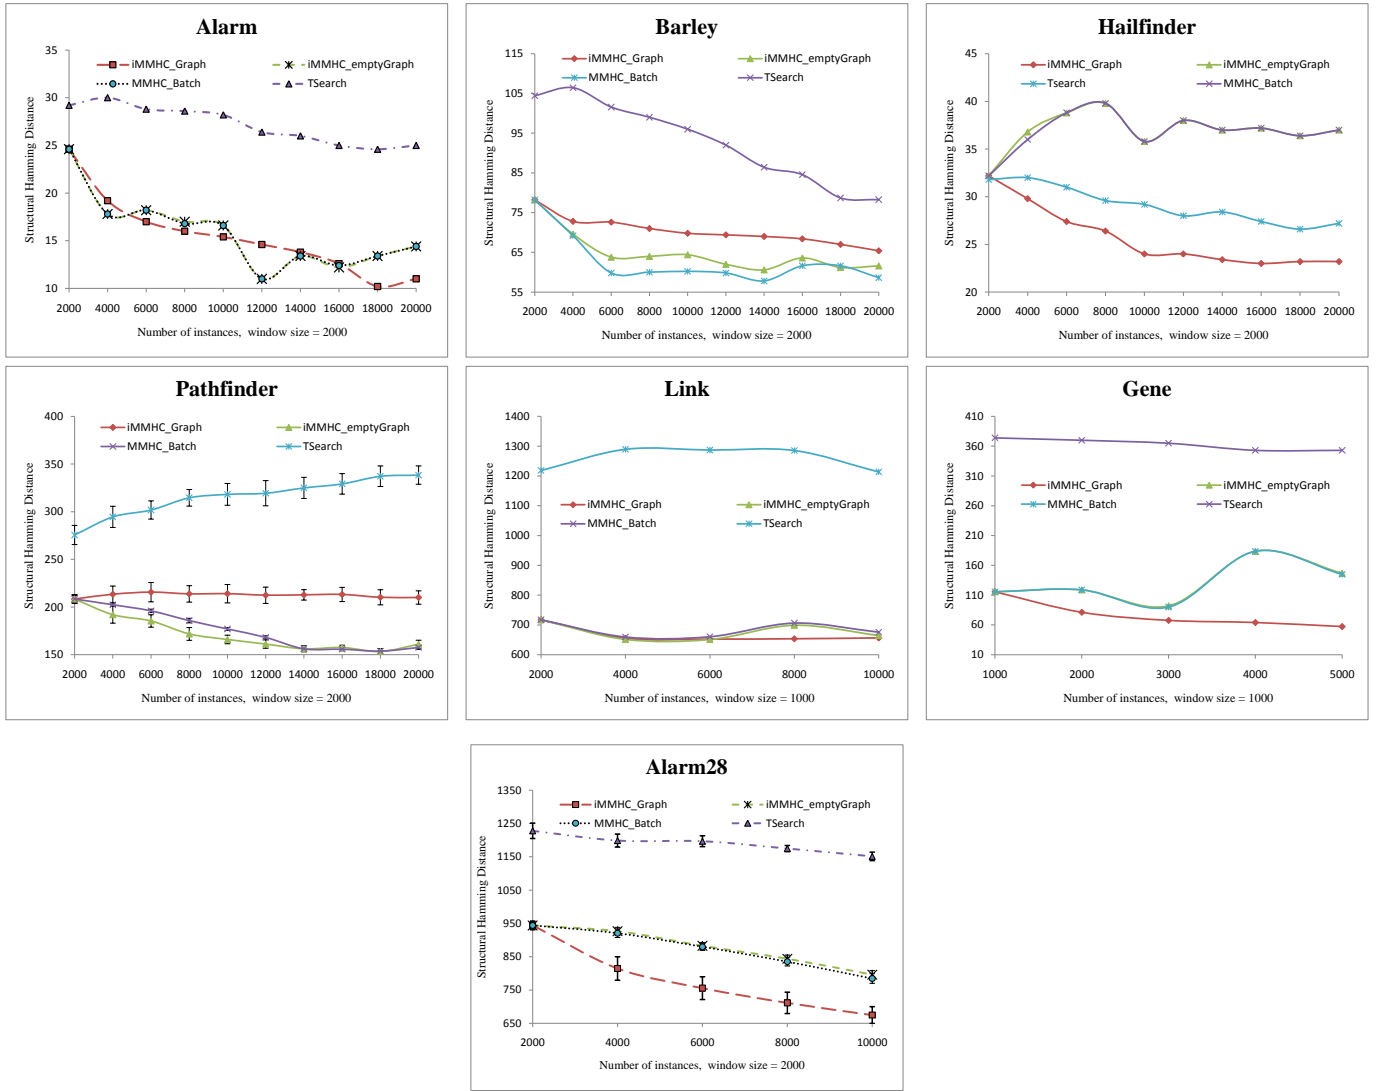 Alarm
iMMHC_Graph iMMHC_emptyGraph
MMHC_Batch TSearch
Structural Hamming Distance
35
30
25
20
15
10
2000 4000 6000 8000 10000 12000 14000 16000 18000 20000
Number of instances, window size = 2000
Barley
iMMHC_Graph iMMHC_emptyGraph
MMHC_Batch TSearch
Structural Hamming Distance
115
105
95
85
75
65
55
2000 4000 6000 8000 10000 12000 14000 16000 18000 20000
Number of instances, window size = 2000
Hailfinder
iMMHC_Graph iMMHC_emptyGraph
Tsearch MMHC_Batch
Structural Hamming Distance
45
40
35
30
25
20
2000 4000 6000 8000 10000 12000 14000 16000 18000 20000
Number of instances, window size = 2000
Pathfinder
iMMHC_Graph iMMHC_emptyGraph
MMHC_Batch TSearch
Structural Hamming Distance
400
350
300
250
200
150
2000 4000 6000 8000 10000 12000 14000 16000 18000 20000
Number of instances, window size = 2000
Link
iMMHC_Graph iMMHC_emptyGraph
MMHC_Batch TSearch
Structural Hamming Distance
1400
1300
1200
1100
1000
900
800
700
600
2000 4000 6000 8000 10000
Number of instances, window size = 1000
Gene
iMMHC_Graph iMMHC_emptyGraph
MMHC_Batch TSearch
Structural Hamming Distance
410
360
310
260
210
160
110
60
10
1000 2000 3000 4000 5000
Number of instances, window size = 1000
Alarm28
iMMHC_Graph iMMHC_emptyGraph
MMHC_Batch TSearch
Structural Hamming Distance
1350
1250
1150
1050
950
850
750
650
2000 4000 6000 8000 10000
Number of instances, window size = 2000